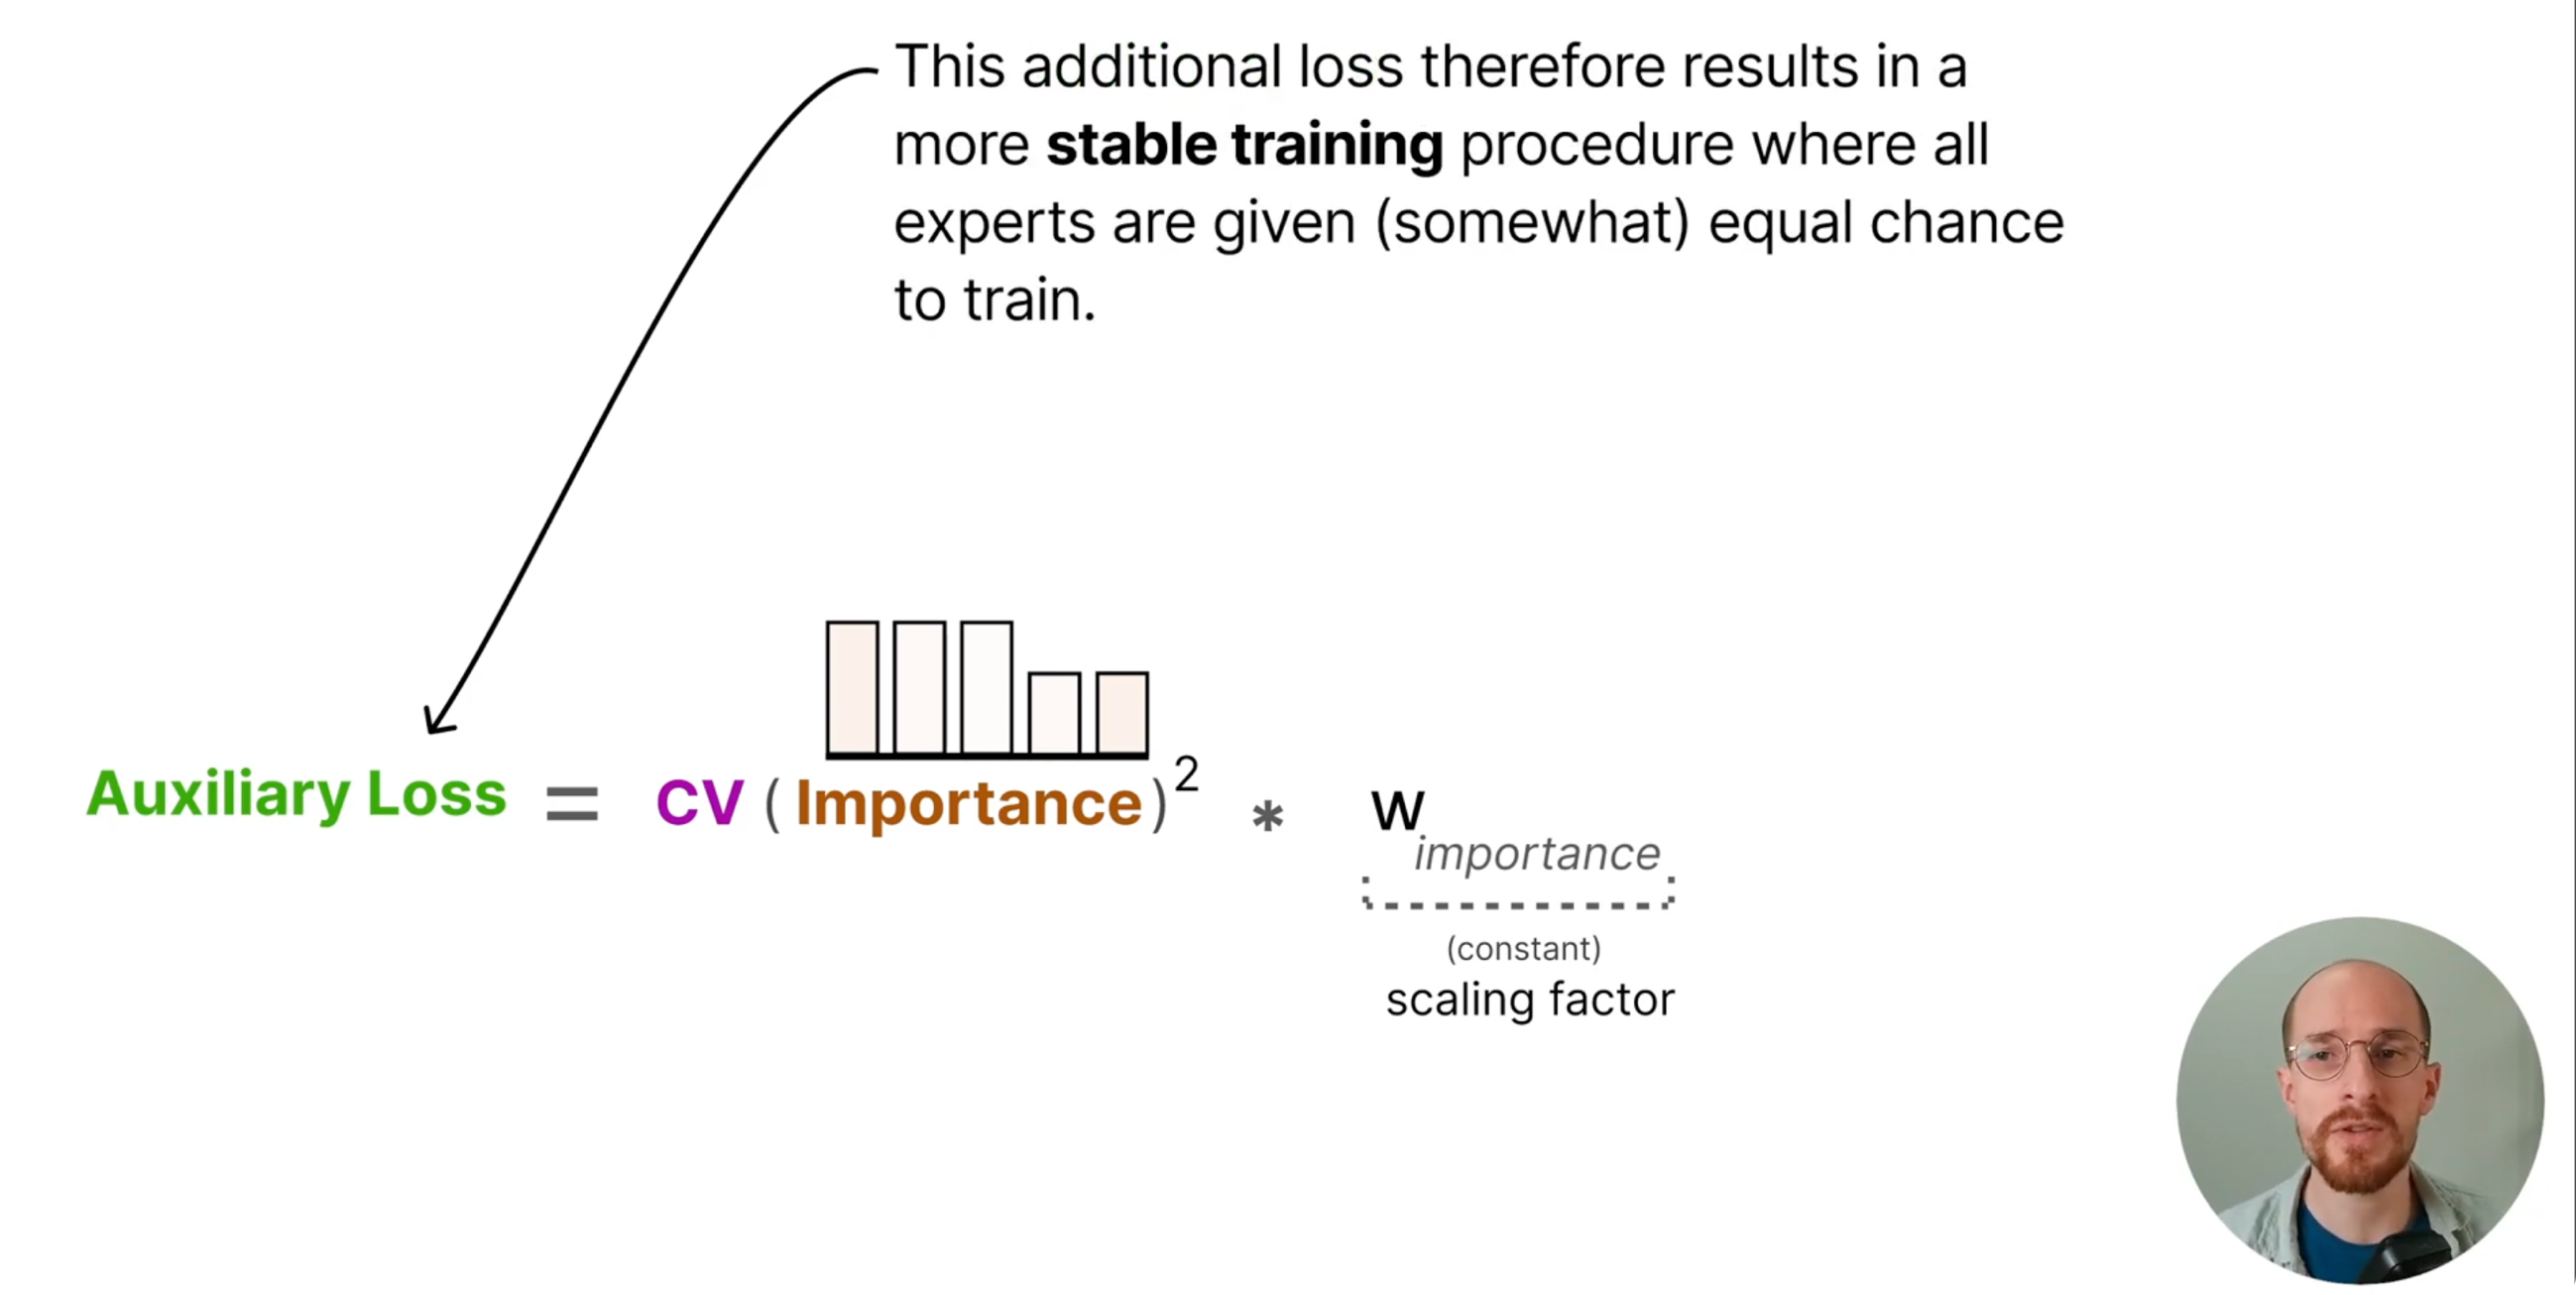 This additional loss therefore results in a
more stable training procedure where all
experts are given (somewhat) equal chance
to train.
Auxiliary Loss = CV ( Importance )² * w importance
(constant)
scaling factor